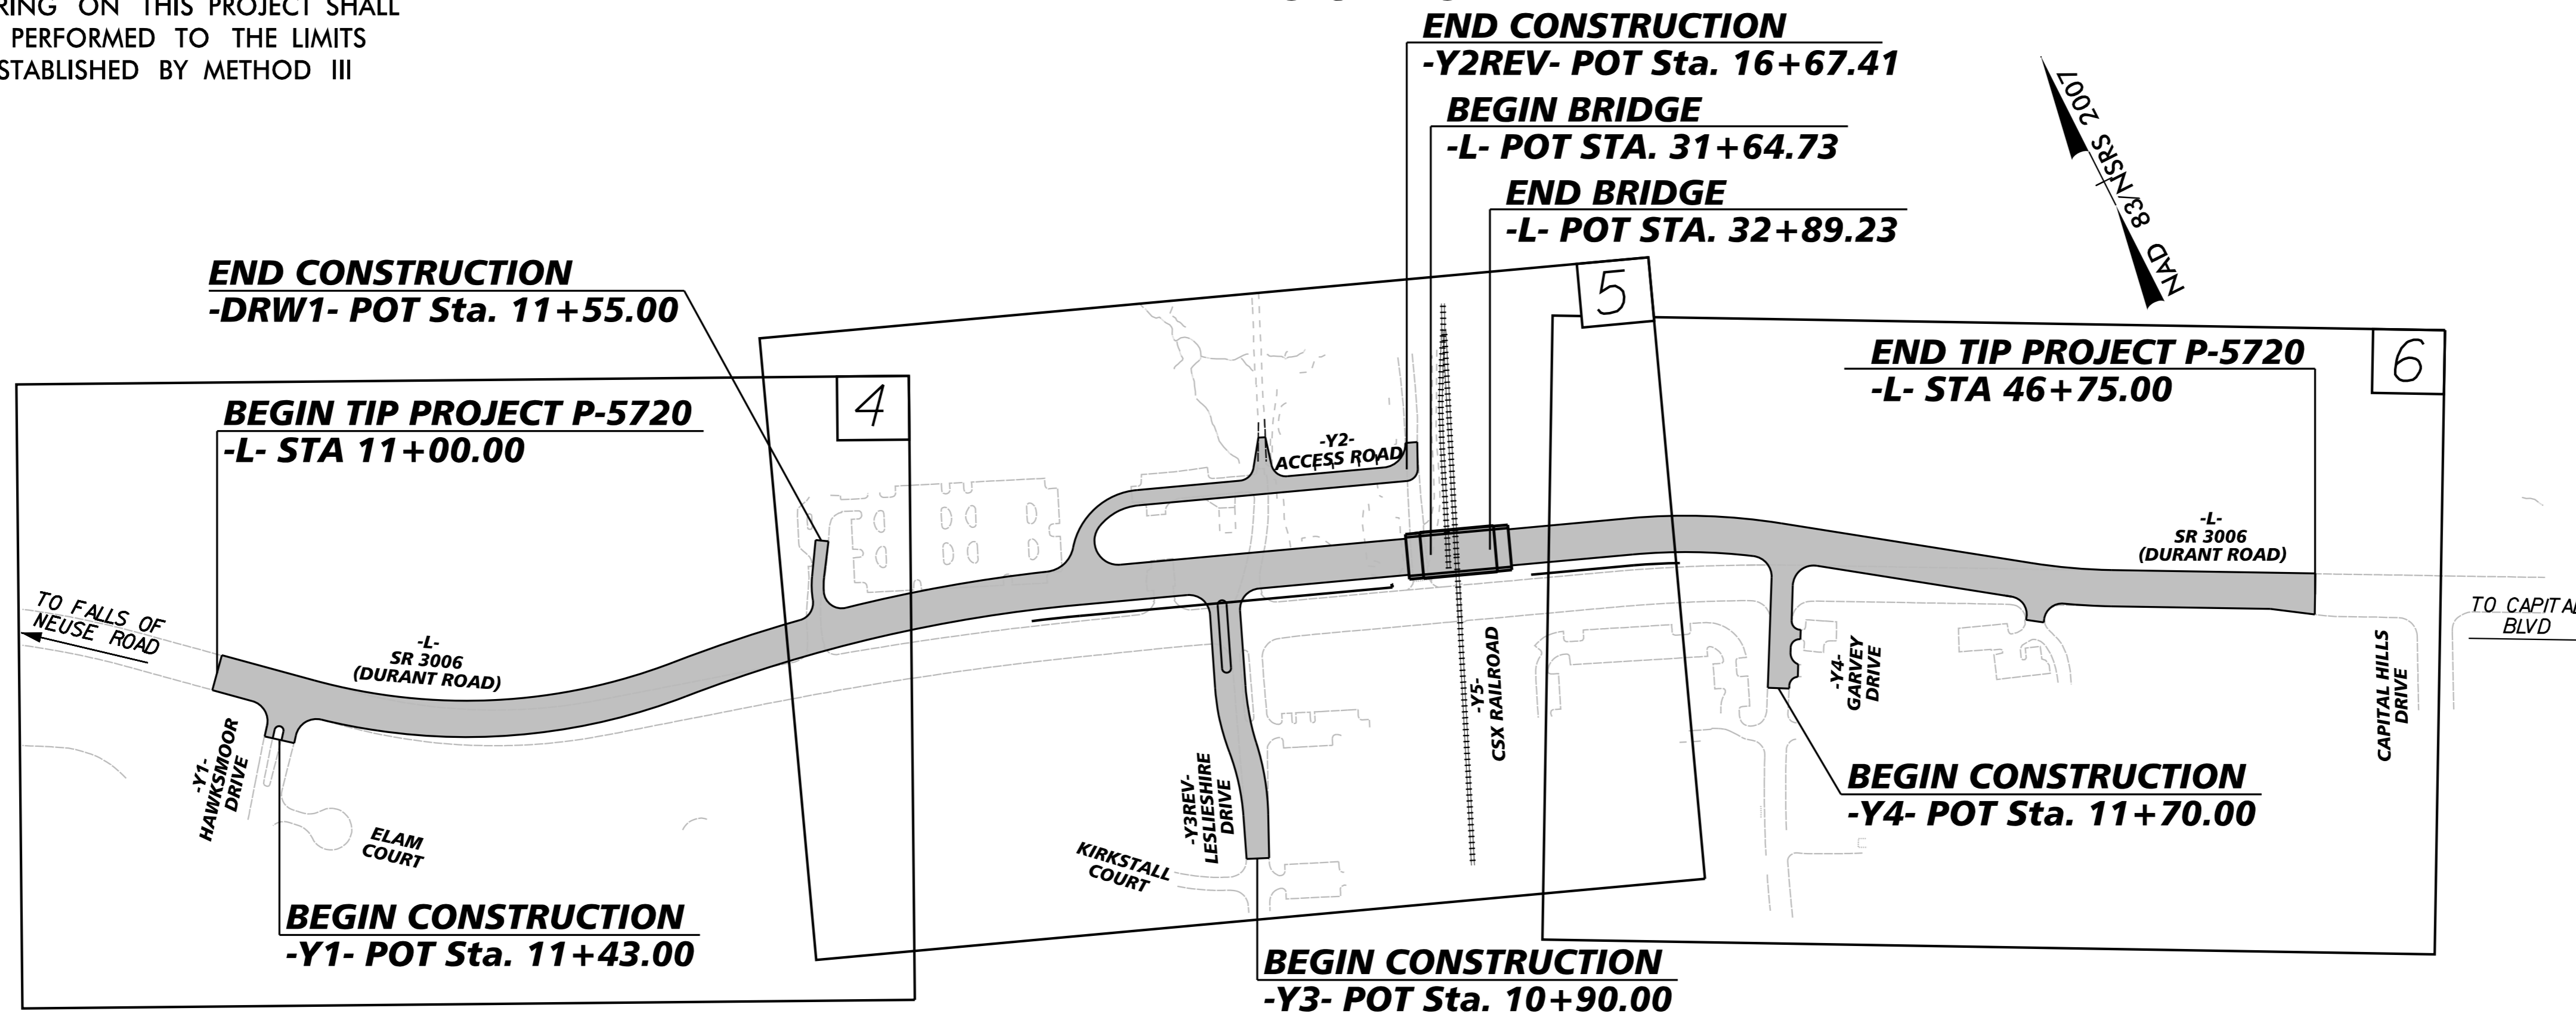 ON THIS PROJECT SHALL
PERFORMED TO THE LIMITS
BY METHOD III
END CONSTRUCTION
-Y2REV- POT Sta. 16+67.41
BEGIN BRIDGE
-L- POT STA. 31+64.73
END BRIDGE
-L- POT STA. 32+89.23
NAD 83/NSRS 2007
END CONSTRUCTION
-DRW1- POT Sta. 11+55.00
5
4
6
BEGIN TIP PROJECT P-5720
-L- STA 11+00.00
END TIP PROJECT P-5720
-L- STA 46+75.00
-Y2-
ACCESS ROAD
-L-
SR 3006
(DURANT ROAD)
TO FALLS OF
NEUSE ROAD
-L-
SR 3006
(DURANT ROAD)
TO CAPITA
BLVD
-Y1-
HAWKSMOOR
DRIVE
ELAM
COURT
-Y3REV-
LESLIESHIRE
DRIVE
KIRKSTALL
COURT
-Y5-
CSX RAILROAD
-Y4-
GARVEY
DRIVE
CAPITAL HILLS
DRIVE
BEGIN CONSTRUCTION
-Y4- POT Sta. 11+70.00
BEGIN CONSTRUCTION
-Y1- POT Sta. 11+43.00
BEGIN CONSTRUCTION
-Y3- POT Sta. 10+90.00